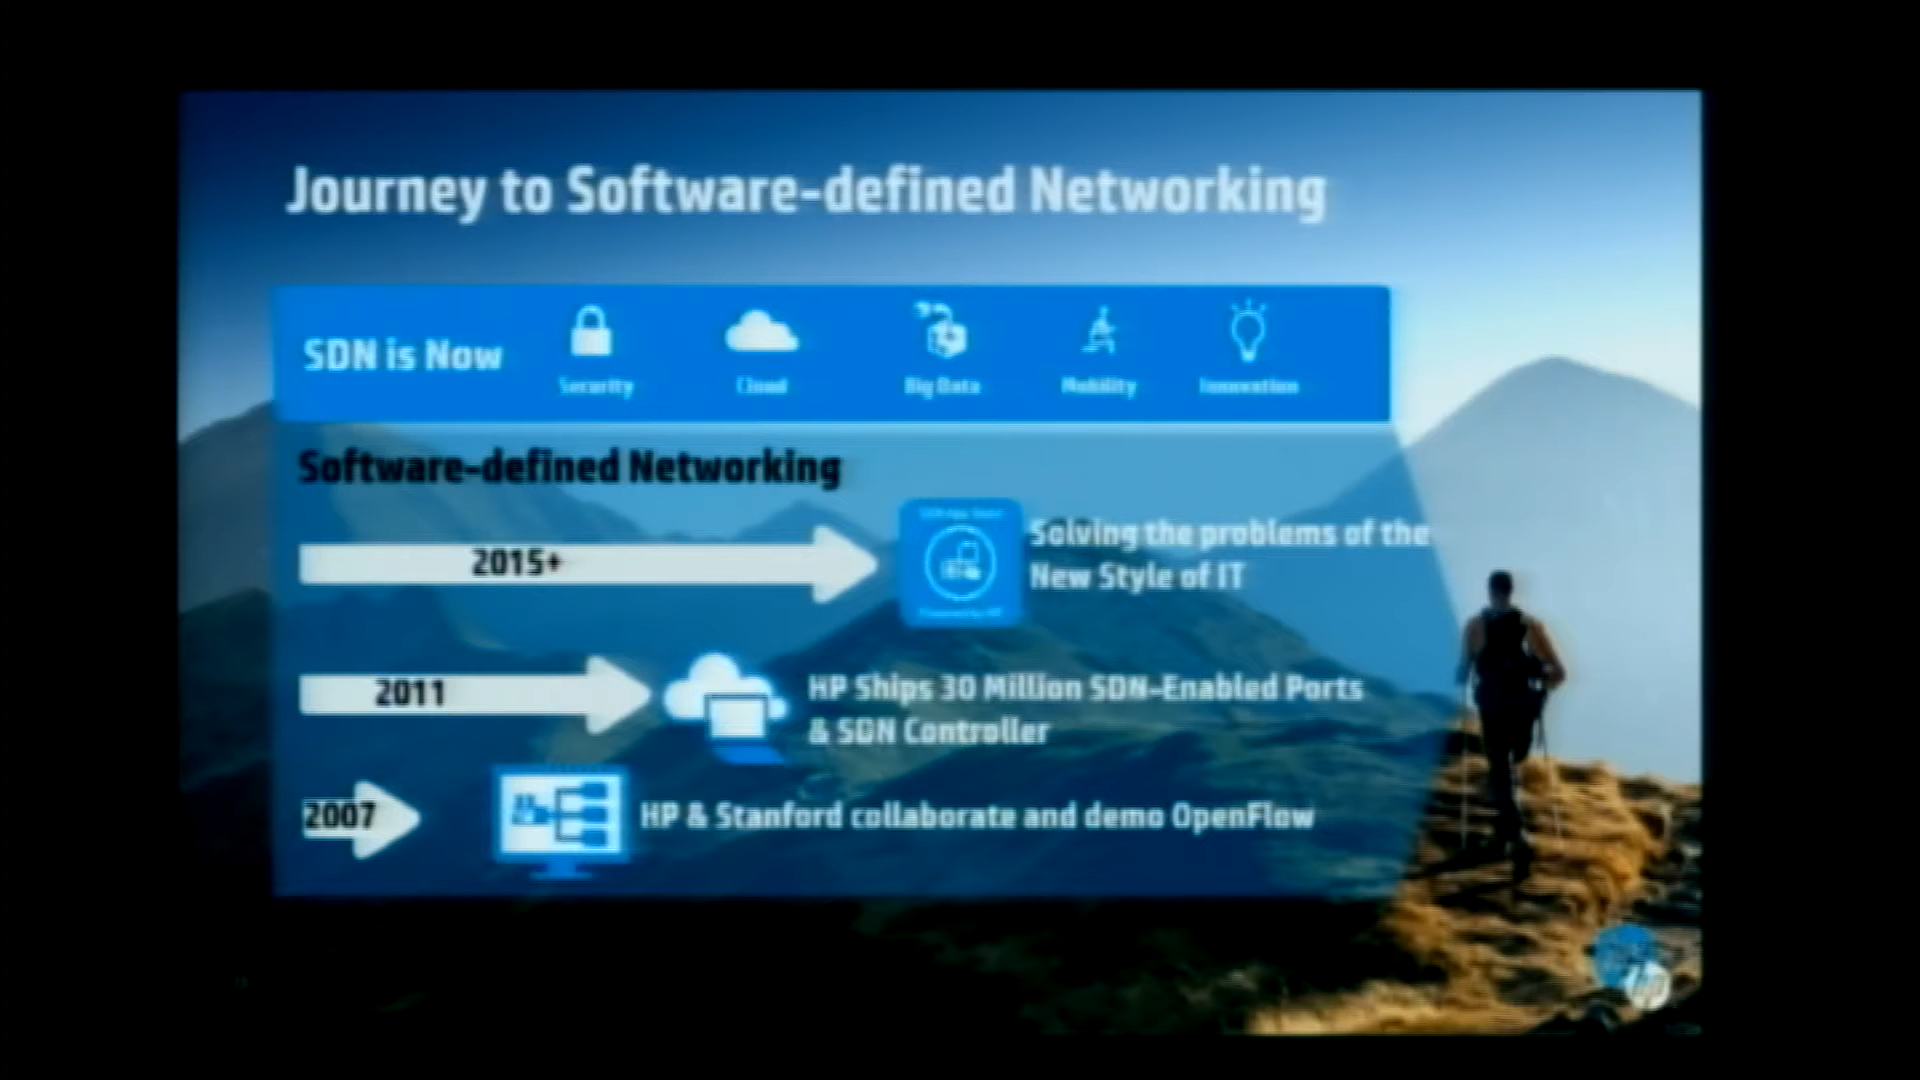 Journey to Software-defined Networking
SDN is Now
Security
Cloud
Big Data
Mobility
Innovation
Software-defined Networking
2015+
Solving the problems of the
New Style of IT
2011
HP Ships 30 Million SDN-Enabled Ports
& SDN Controller
2007
HP & Stanford collaborate and demo OpenFlow
hp